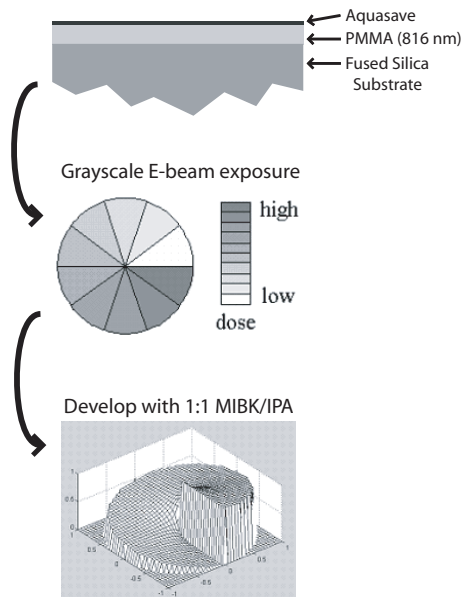 Aquasave
PMMA (816 nm)
Fused Silica
Substrate
Grayscale E-beam exposure
high
low
dose
Develop with 1:1 MIBK/IPA
1
0.5
0
1
0.5
0
-0.5
-1
-1
-0.5
0
0.5
1